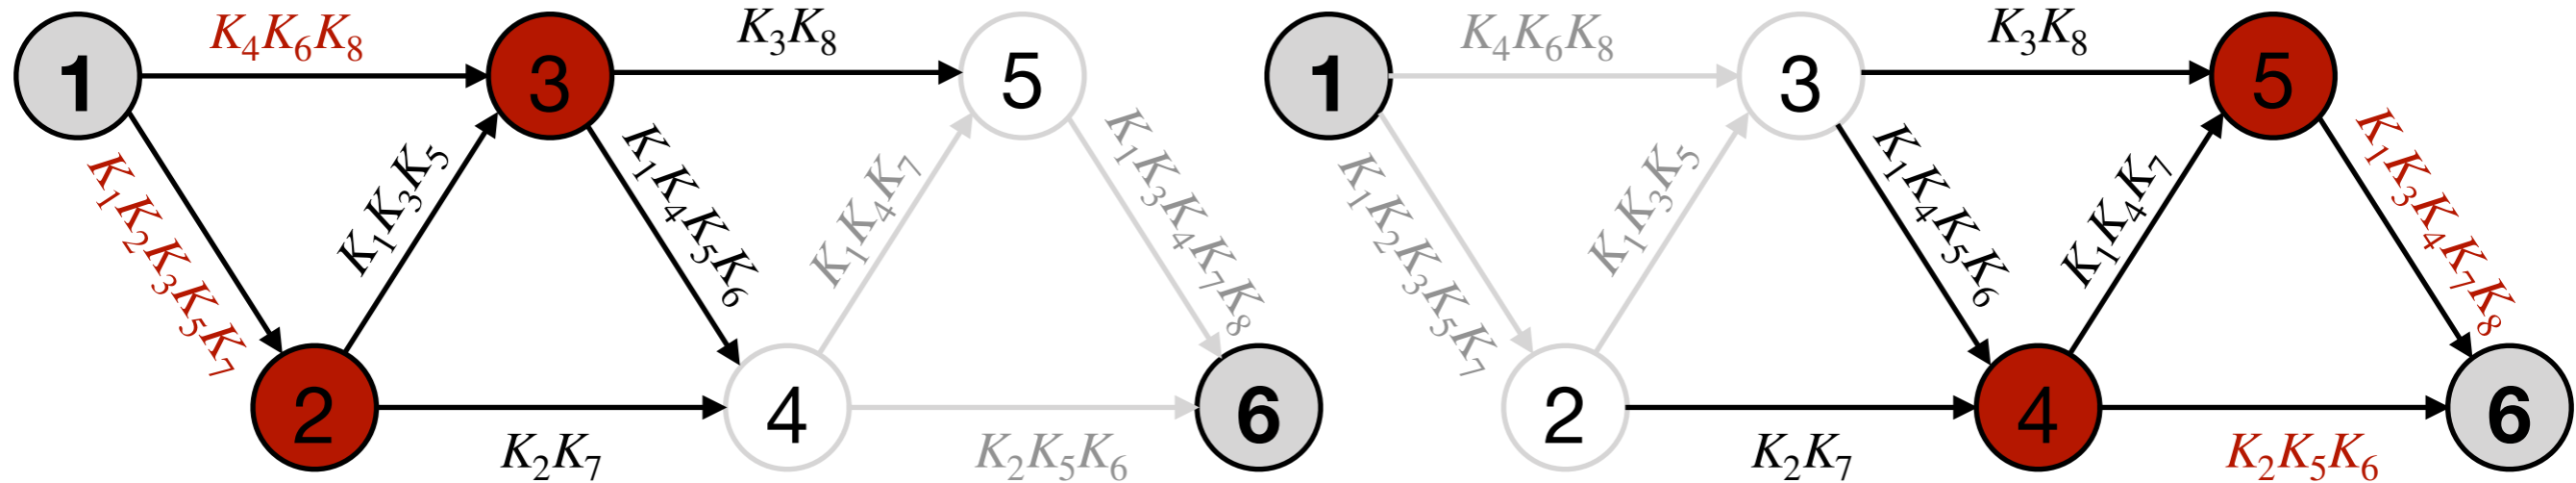 1
K₄K₆K₈
3
K₃K₈
5
K₁K₂K₃K₅K₇
K₁K₃K₅
K₁K₄K₅K₆
K₁K₄K₇
K₁K₃K₄K₇K₈
2
K₂K₇
4
K₂K₅K₆
6
1
K₄K₆K₈
3
K₃K₈
5
K₁K₂K₃K₅K₇
K₁K₃K₅
K₁K₄K₅K₆
K₁K₄K₇
K₁K₃K₄K₇K₈
2
K₂K₇
4
K₂K₅K₆
6